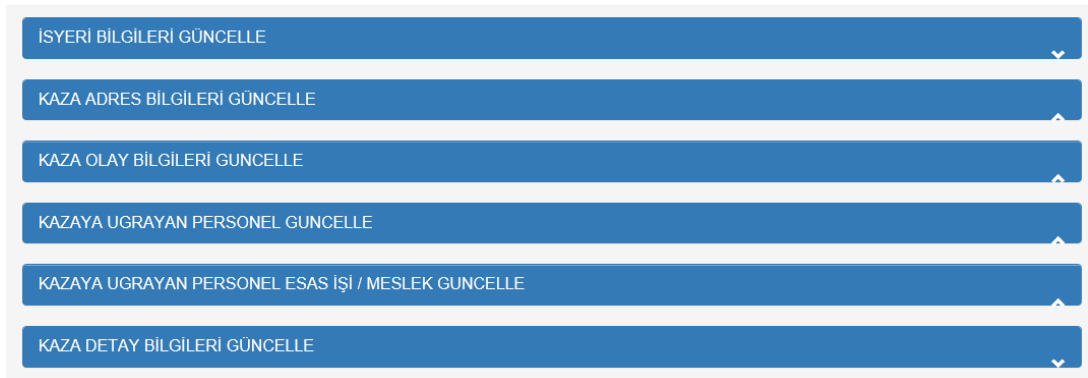 İSYERİ BİLGİLERİ GÜNCELLE
KAZA ADRES BİLGİLERİ GÜNCELLE
KAZA OLAY BİLGİLERİ GUNCELLE
KAZAYA UGRAYAN PERSONEL GUNCELLE
KAZAYA UGRAYAN PERSONEL ESAS İŞİ / MESLEK GUNCELLE
KAZA DETAY BİLGİLERİ GÜNCELLE